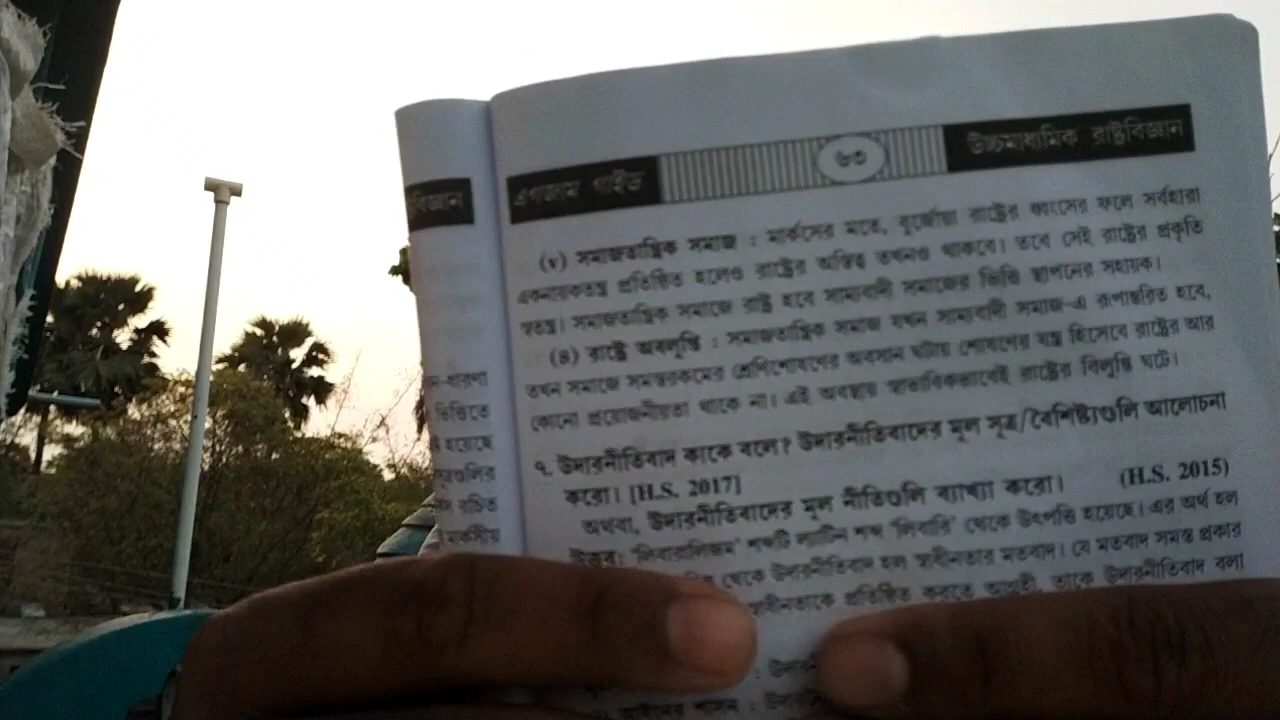 বিজ্ঞান
এগজাম গাইড ৬৩ উচ্চমাধ্যমিক রাষ্ট্রবিজ্ঞান
(v) সমাজতান্ত্রিক সমাজ : মার্কসের মতে, বুর্জোয়া রাষ্ট্রের ধ্বংসের ফলে সর্বহারা
একনায়কতন্ত্র প্রতিষ্ঠিত হলেও রাষ্ট্রের অস্তিত্ব তখনও থাকবে। তবে সেই রাষ্ট্রের প্রকৃতি
স্বতন্ত্র। সমাজতান্ত্রিক সমাজে রাষ্ট্র হবে সাম্যবাদী সমাজের ভিত্তি স্থাপনের সহায়ক।
(৪) রাষ্ট্রে অবলুপ্তি : সমাজতান্ত্রিক সমাজ যখন সাম্যবাদী সমাজ-এ রূপান্তরিত হবে,
তখন সমাজে সমস্তরকমের শ্রেণিশোষণের অবসান ঘটায় শোষণের যন্ত্র হিসেবে রাষ্ট্রের আর
কোনো প্রয়োজনীয়তা থাকে না। এই অবস্থায় স্বাভাবিকভাবেই রাষ্ট্রের বিলুপ্তি ঘটে।
৭. উদারনীতিবাদ কাকে বলে? উদারনীতিবাদের মূল সূত্র/বৈশিষ্ট্যগুলি আলোচনা
করো। [H.S. 2017] (H.S. 2015)
অথবা, উদারনীতিবাদের মূল নীতিগুলি ব্যাখ্যা করো।
উত্তর: 'লিবারালিজম' শব্দটি ল্যাটিন শব্দ 'লিবারি' থেকে উৎপত্তি হয়েছে। এর অর্থ হল
থেকে উদারনীতিবাদ হল স্বাধীনতার মতবাদ। যে মতবাদ সমস্ত প্রকার
স্বাধীনতাকে প্রতিষ্ঠিত করতে আগ্রহী, তাকে উদারনীতিবাদ বলা
ভিত্তিতে
হয়েছে
রচিত
মার্কসীয়